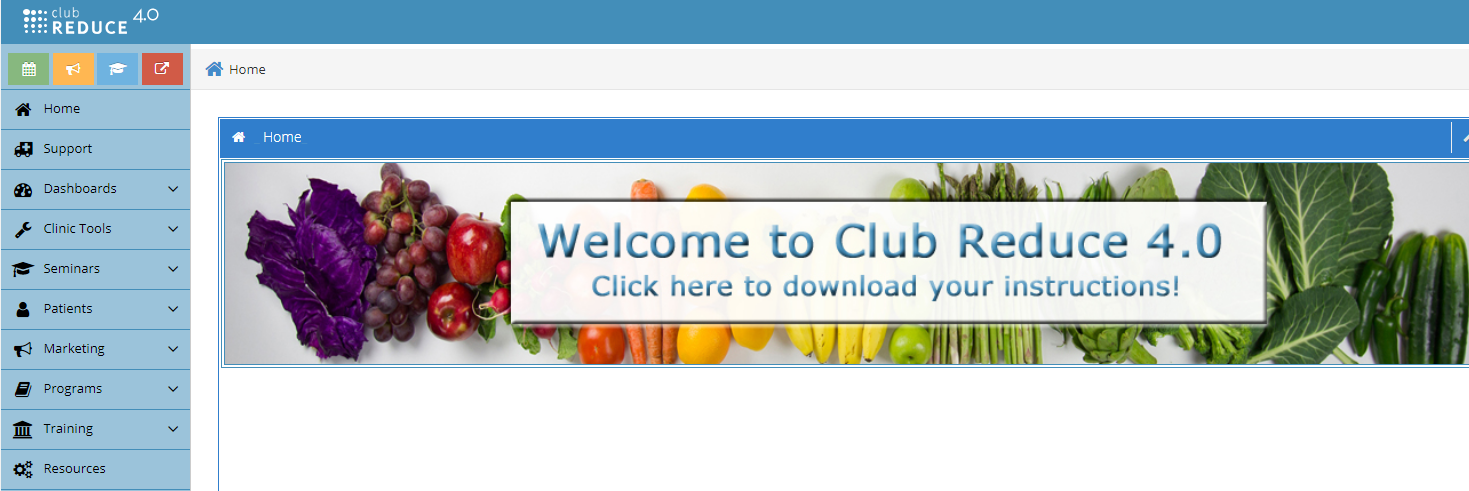 club
REDUCE 4.0
Home
Home
Support
Dashboards
Clinic Tools
Seminars
Patients
Marketing
Programs
Training
Resources
Home
Welcome to Club Reduce 4.0
Click here to download your instructions!